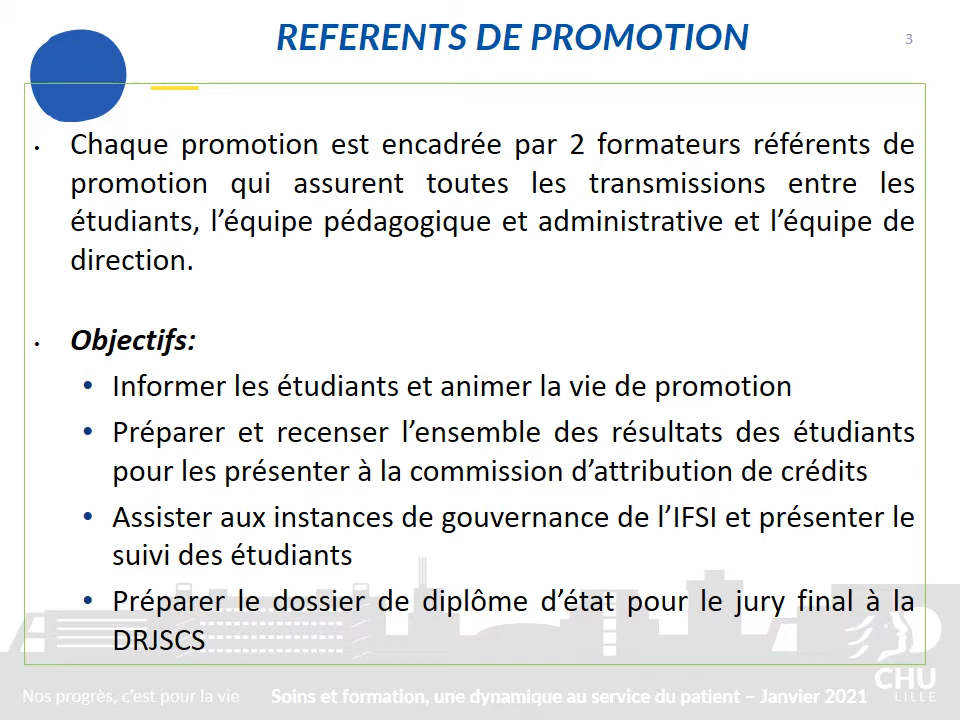 REFERENTS DE PROMOTION
3
• Chaque promotion est encadrée par 2 formateurs référents de
promotion qui assurent toutes les transmissions entre les
étudiants, l’équipe pédagogique et administrative et l’équipe de
direction.
• Objectifs:
• Informer les étudiants et animer la vie de promotion
• Préparer et recenser l’ensemble des résultats des étudiants
pour les présenter à la commission d’attribution de crédits
• Assister aux instances de gouvernance de l’IFSI et présenter le
suivi des étudiants
• Préparer le dossier de diplôme d’état pour le jury final à la
DRJSCS
Nos progrès, c’est pour la vie
Soins et formation, une dynamique au service du patient – Janvier 2021
CHU
LILLE